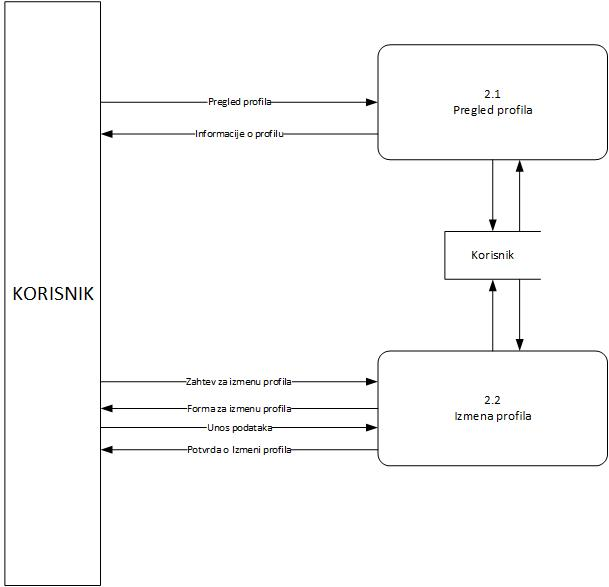 KORISNIK
Pregled profila
Informacije o profilu
2.1
Pregled profila
Korisnik
Zahtev za izmenu profila
Forma za izmenu profila
Unos podataka
Potvrda o Izmeni profila
2.2
Izmena profila